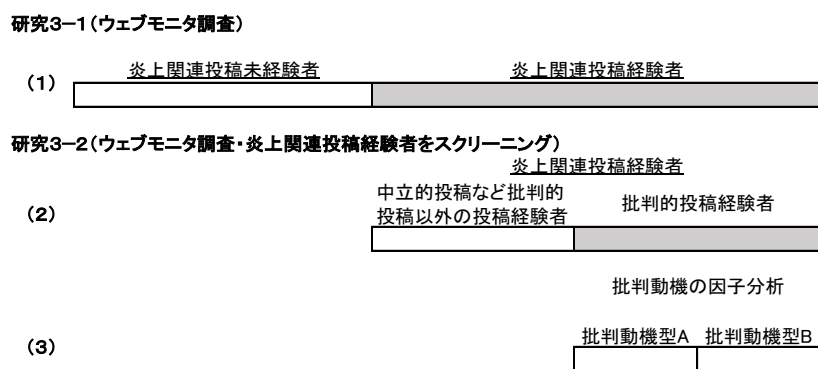 研究3−1（ウェブモニタ調査）
炎上関連投稿未経験者 炎上関連投稿経験者
（1）
研究3−2（ウェブモニタ調査・炎上関連投稿経験者をスクリーニング）
炎上関連投稿経験者
中立的投稿など批判的
投稿以外の投稿経験者
批判的投稿経験者
（2）
批判動機の因子分析
批判動機型A 批判動機型B
（3）